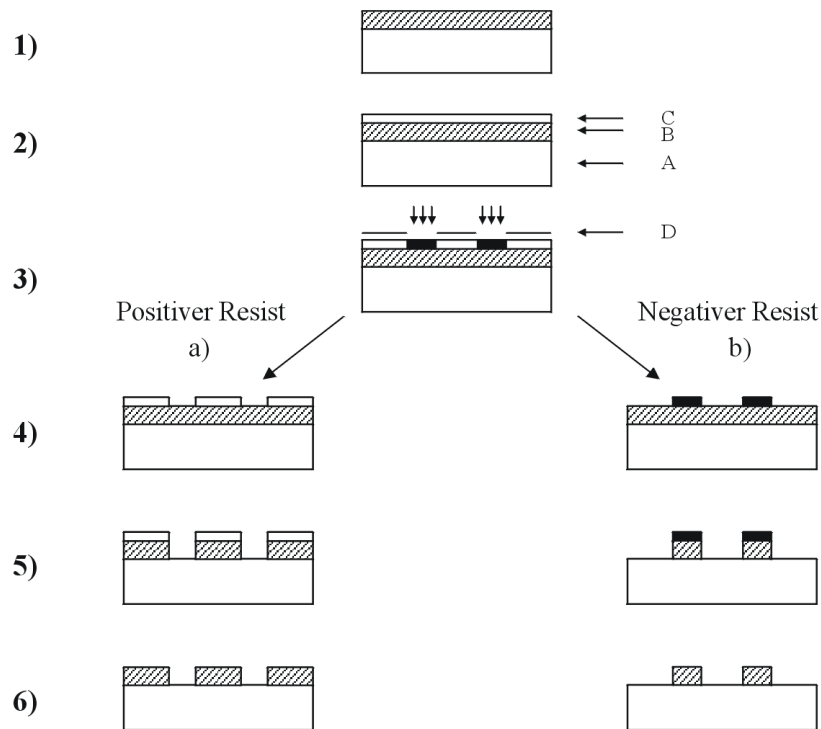 1)
2)
C
B
A
3)
D
Positiver Resist
a)
Negativer Resist
b)
4)
5)
6)